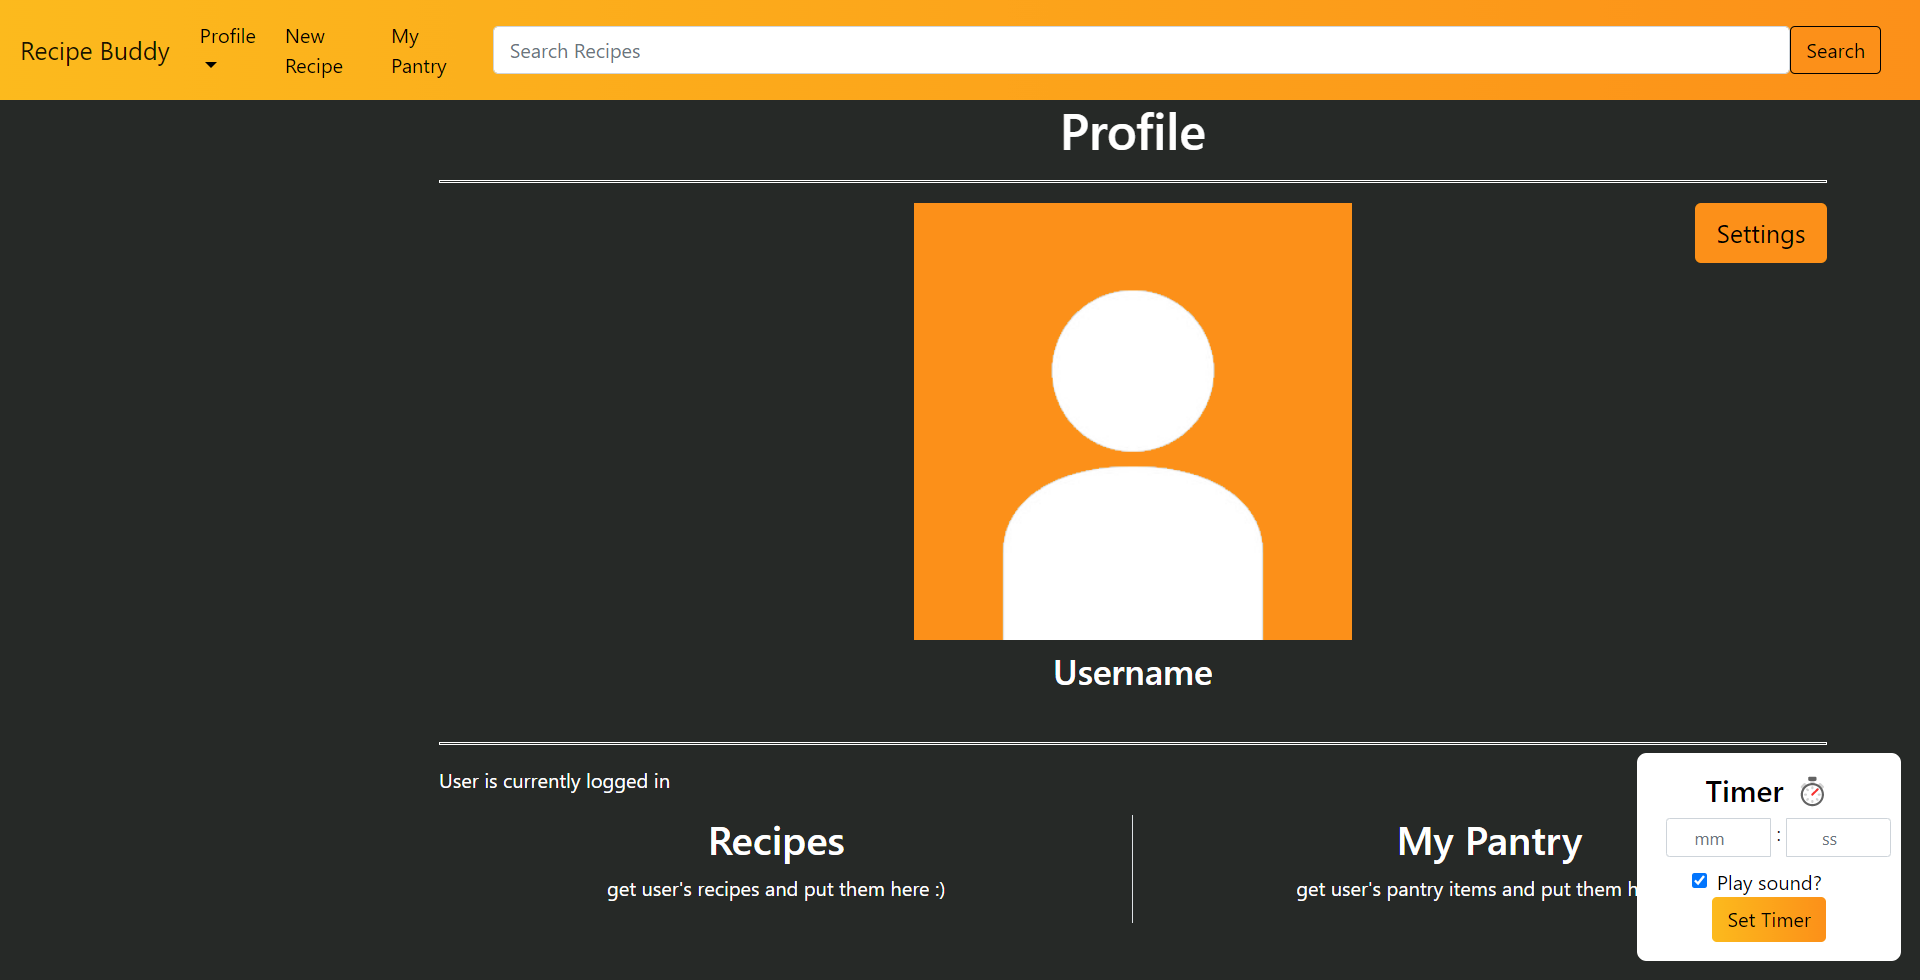 Recipe Buddy
Profile
New
Recipe
My
Pantry
Search Recipes
Search
Profile
Settings
Username
User is currently logged in
Recipes
get user's recipes and put them here :)
My Pantry
get user's pantry items and put them h
Timer
mm : ss
Play sound?
Set Timer